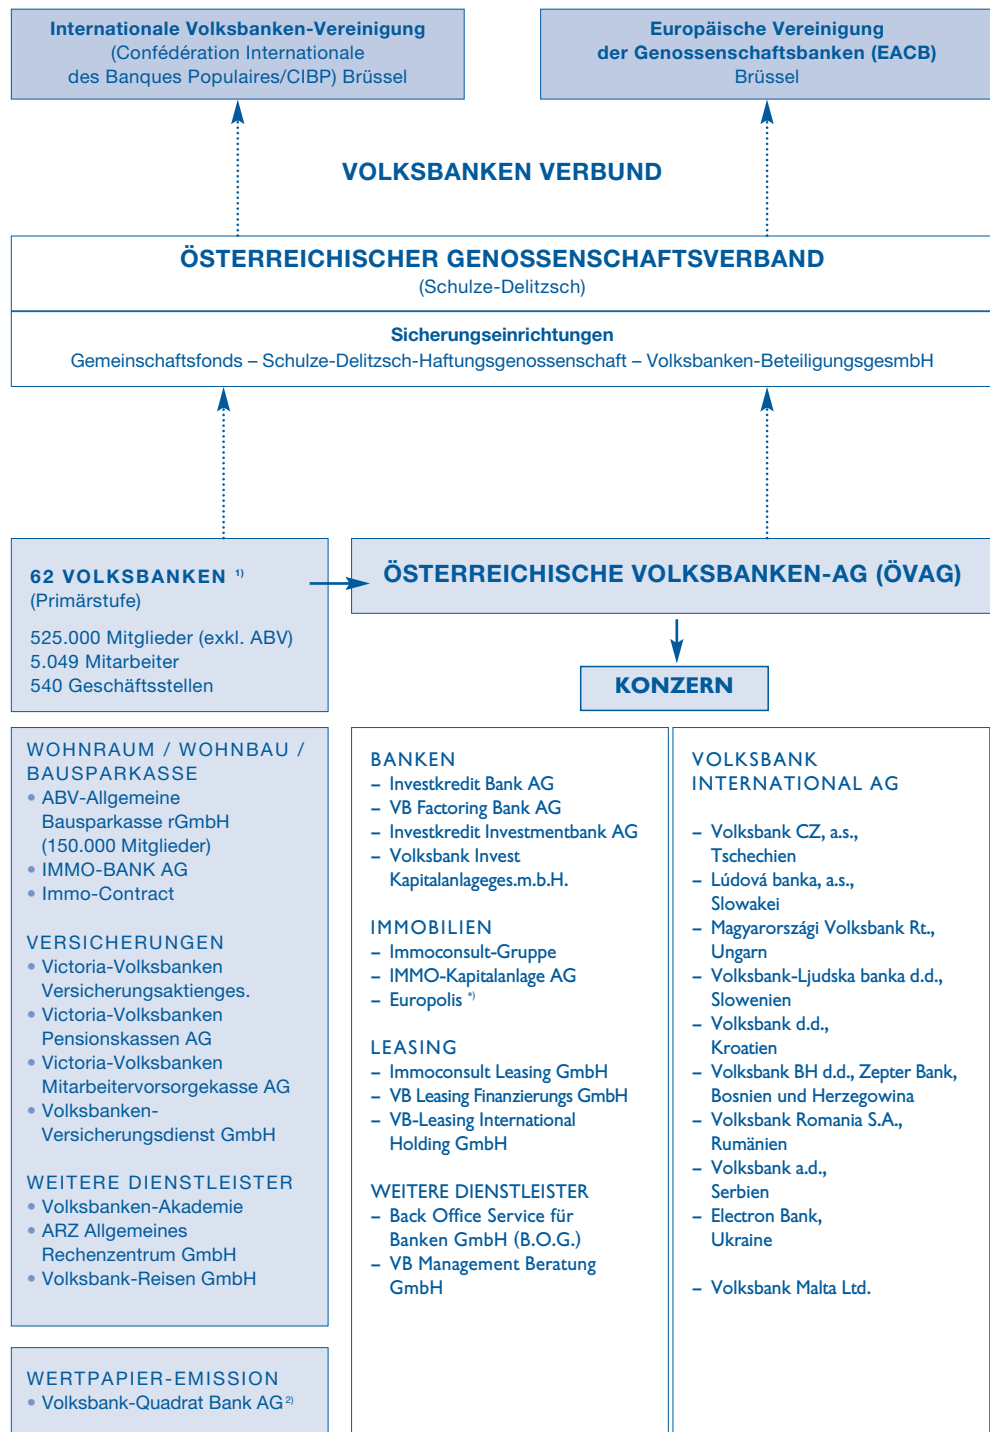 Internationale Volksbanken-Vereinigung
(Confédération Internationale
des Banques Populaires/CIBP) Brüssel
Europäische Vereinigung
der Genossenschaftsbanken (EACB)
Brüssel
VOLKSBANKEN VERBUND
ÖSTERREICHISCHER GENOSSENSCHAFTSVERBAND
(Schulze-Delitzsch)
Sicherungseinrichtungen
Gemeinschaftsfonds – Schulze-Delitzsch-Haftungsgenossenschaft – Volksbanken-BeteiligungsgesmbH
62 VOLKSBANKEN 1)
(Primärstufe)
525.000 Mitglieder (exkl. ABV)
5.049 Mitarbeiter
540 Geschäftsstellen
ÖSTERREICHISCHE VOLKSBANKEN-AG (ÖVAG)
KONZERN
WOHNRAUM / WOHNBAU /
BAUSPARKASSE
• ABV-Allgemeine
Bausparkasse rGmbH
(150.000 Mitglieder)
• IMMO-BANK AG
• Immo-Contract
VERSICHERUNGEN
• Victoria-Volksbanken
Versicherungsaktienges.
• Victoria-Volksbanken
Pensionskassen AG
• Victoria-Volksbanken
Mitarbeitervorsorgekasse AG
• Volksbanken-
Versicherungsdienst GmbH
WEITERE DIENSTLEISTER
• Volksbanken-Akademie
• ARZ Allgemeines
Rechenzentrum GmbH
• Volksbank-Reisen GmbH
WERTPAPIER-EMISSION
• Volksbank-Quadrat Bank AG 2)
BANKEN
– Investkredit Bank AG
– VB Factoring Bank AG
– Investkredit Investmentbank AG
– Volksbank Invest
Kapitalanlageges.m.b.H.
IMMOBILIEN
– Immoconsult-Gruppe
– IMMO-Kapitalanlage AG
– Europolis *)
LEASING
– Immoconsult Leasing GmbH
– VB Leasing Finanzierungs GmbH
– VB-Leasing International
Holding GmbH
WEITERE DIENSTLEISTER
– Back Office Service für
Banken GmbH (B.O.G.)
– VB Management Beratung
GmbH
VOLKSBANK
INTERNATIONAL AG
– Volksbank CZ, a.s.,
Tschechien
– Lúdová banka, a.s.,
Slowakei
– Magyarországi Volksbank Rt.,
Ungarn
– Volksbank-Ljudska banka d.d.,
Slowenien
– Volksbank d.d.,
Kroatien
– Volksbank BH d.d., Zepter Bank,
Bosnien und Herzegowina
– Volksbank Romania S.A.,
Rumänien
– Volksbank a.d.,
Serbien
– Electron Bank,
Ukraine
– Volksbank Malta Ltd.